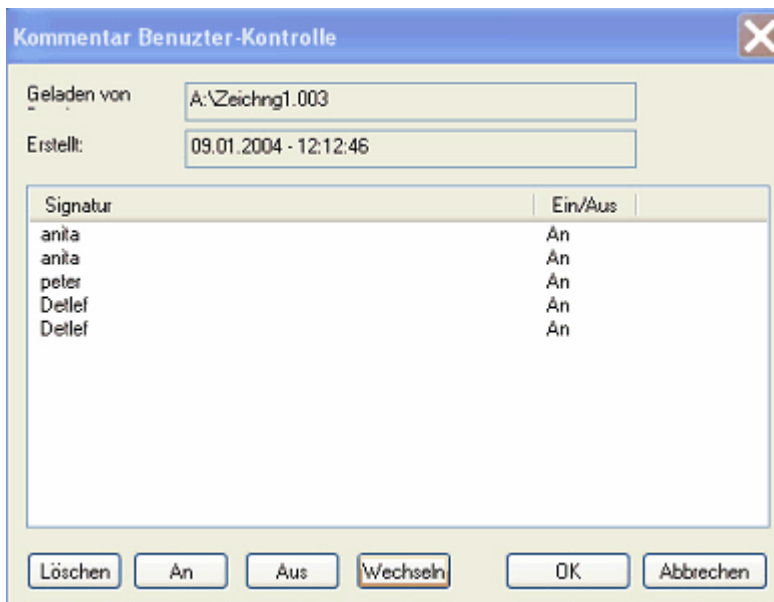 Kommentar Benuzter-Kontrolle
Geladen von
A:\Zeichng1.003
Erstellt:
09.01.2004 - 12:12:46
Signatur Ein/Aus
anita An
anita An
peter An
Detlef An
Detlef An
Löschen An Aus Wechseln OK Abbrechen